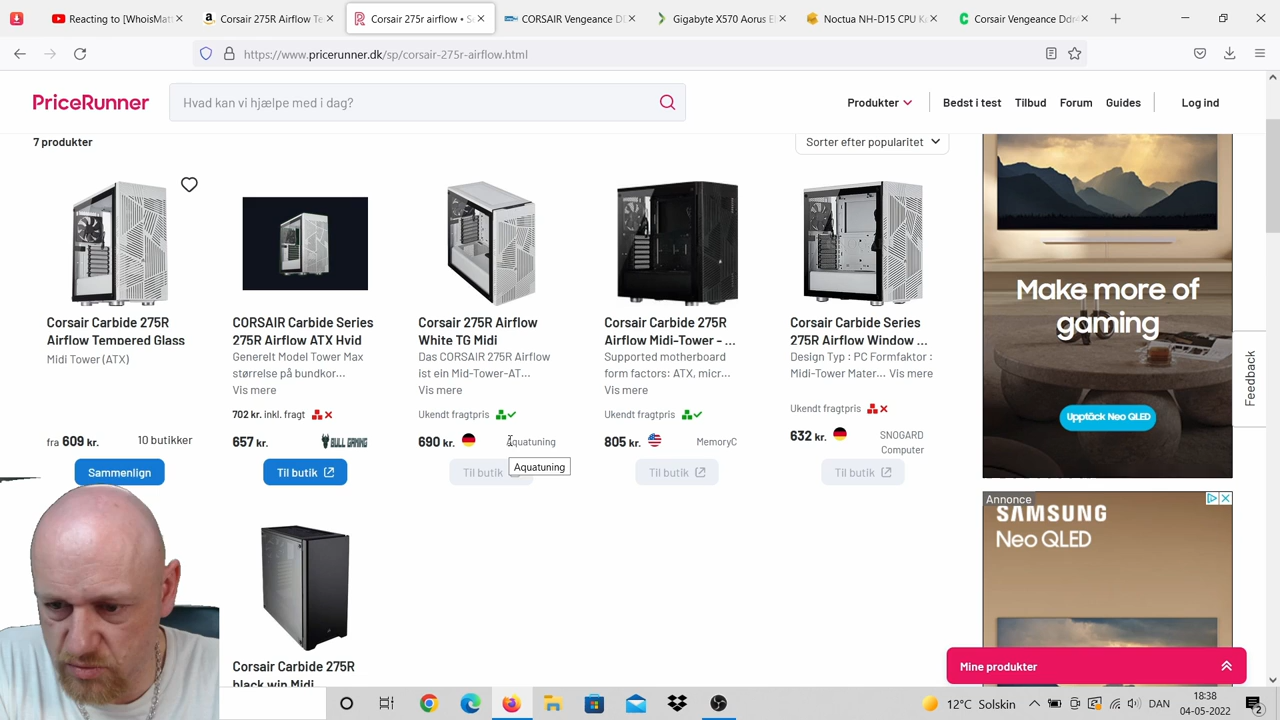 Reacting to [WhoisMatt
Corsair 275R Airflow Te
Corsair 275r airflow • S
CORSAIR Vengeance D
Gigabyte X570 Aorus E
Noctua NH-D15 CPU K
Corsair Vengeance Ddr4
https://www.pricerunner.dk/sp/corsair-275r-airflow.html
PriceRunner
Hvad kan vi hjælpe med i dag?
Produkter
Bedst i test
Tilbud
Forum
Guides
Log ind
7 produkter
Sorter efter popularitet
Corsair Carbide 275R
Airflow Tempered Glass
Midi Tower (ATX)
fra 609 kr.
10 butikker
Sammenlign
CORSAIR Carbide Series
275R Airflow ATX Hvid
Generelt Model Tower Max
størrelse på bundkor...
Vis mere
702 kr. inkl. fragt
657 kr.
BULL GAMING
Til butik
Corsair 275R Airflow
White TG Midi
Das CORSAIR 275R Airflow
ist ein Mid-Tower-AT...
Vis mere
Ukendt fragtpris
690 kr.
Aquatuning
Til butik
Aquatuning
Corsair Carbide 275R
Airflow Midi-Tower - ...
Supported motherboard
form factors: ATX, micr...
Vis mere
Ukendt fragtpris
805 kr.
MemoryC
Til butik
Corsair Carbide Series
275R Airflow Window ...
Design Typ : PC Formfaktor :
Midi-Tower Mater... Vis mere
Ukendt fragtpris
632 kr.
SNOGARD
Computer
Til butik
Corsair Carbide 275R
black win Midi
Make more of
gaming
Upptäck Neo QLED
Feedback
Annonce
SAMSUNG
Neo QLED
Mine produkter
12°C Solskin
DAN
18:38
04-05-2022
2